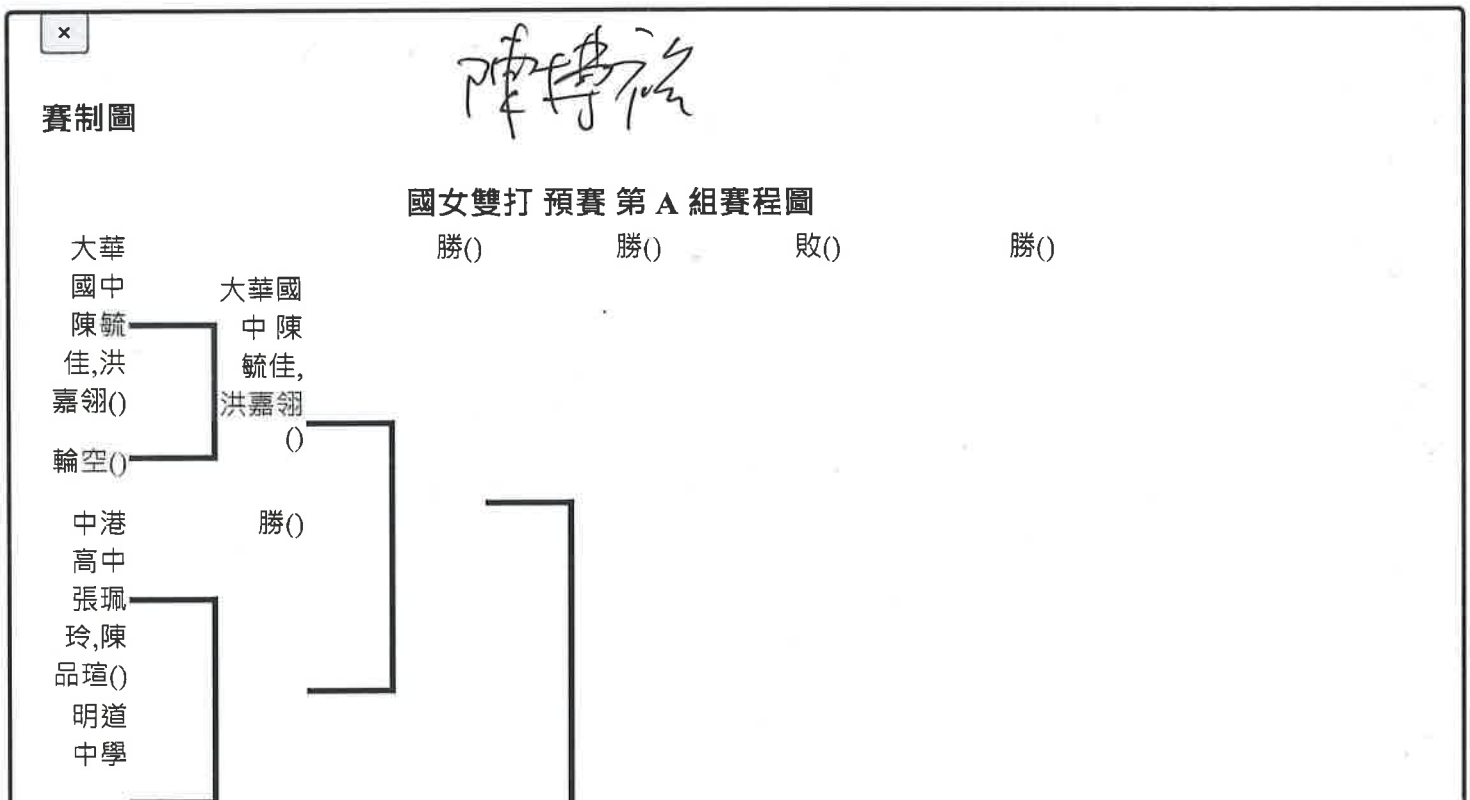 ×
陳博
賽制圖
國女雙打 預賽 第 A 組賽程圖
勝() 勝() 敗() 勝()
大華
國中
陳毓
佳,洪
嘉翎()
大華國
中 陳
毓佳,
洪嘉翎
()
輪空()
中港
高中
張珮
玲,陳
品瑄()
勝()
明道
中學